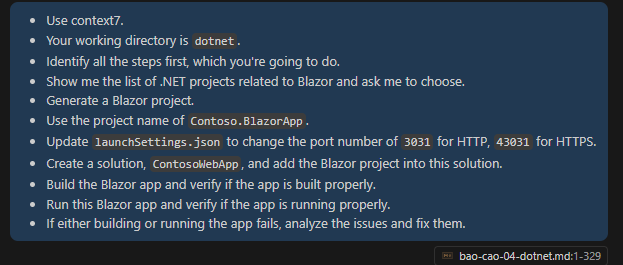 Use context7.
Your working directory is dotnet.
Identify all the steps first, which you're going to do.
Show me the list of .NET projects related to Blazor and ask me to choose.
Generate a Blazor project.
Use the project name of Contoso.BlazorApp.
Update launchSettings.json to change the port number of 3031 for HTTP, 43031 for HTTPS.
Create a solution, ContosoWebApp, and add the Blazor project into this solution.
Build the Blazor app and verify if the app is built properly.
Run this Blazor app and verify if the app is running properly.
If either building or running the app fails, analyze the issues and fix them.
bao-cao-04-dotnet.md:1-329